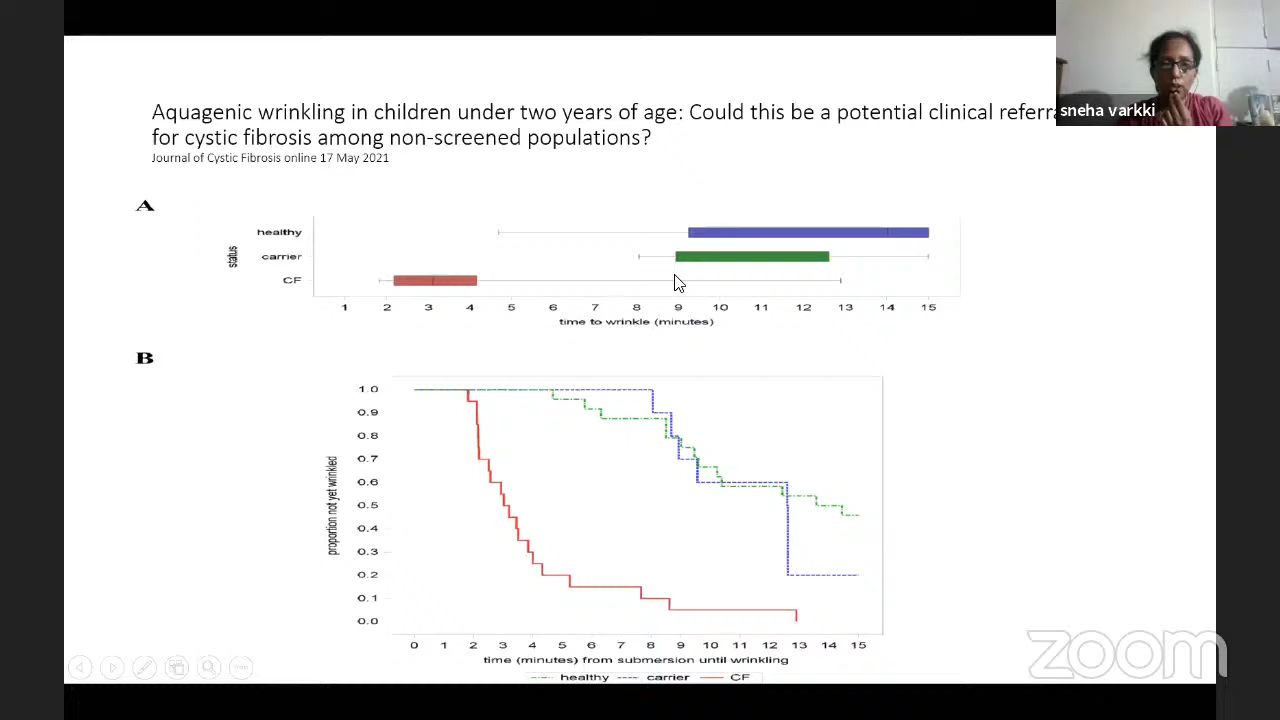 Aquagenic wrinkling in children under two years of age: Could this be a potential clinical referra
for cystic fibrosis among non-screened populations?
Journal of Cystic Fibrosis online 17 May 2021
sneha varkki
A
status
healthy
carrier
CF
1 2 3 4 5 6 7 8 9 10 11 12 13 14 15
time to wrinkle (minutes)
B
proportion not yet wrinkled
1.0
0.9
0.8
0.7
0.6
0.5
0.4
0.3
0.2
0.1
0.0
0 1 2 3 4 5 6 7 8 9 10 11 12 13 14 15
time (minutes) from submersion until wrinkling
healthy carrier CF
zoom